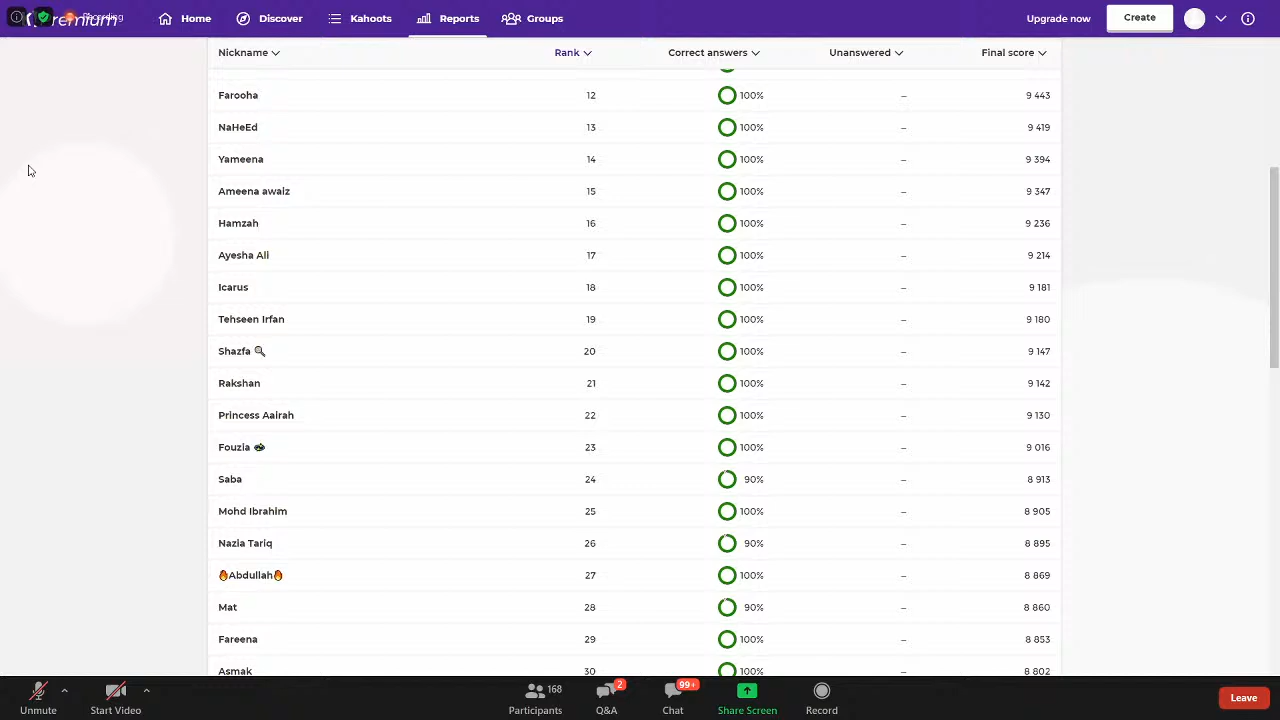 Premium Home Discover Kahoots Reports Groups Upgrade now Create
Nickname Rank Correct answers Unanswered Final score
Farooha 12 100% – 9 443
NaHeEd 13 100% – 9 419
Yameena 14 100% – 9 394
Ameena awaiz 15 100% – 9 347
Hamzah 16 100% – 9 236
Ayesha Ali 17 100% – 9 214
Icarus 18 100% – 9 181
Tehseen Irfan 19 100% – 9 180
Shazfa 🔍 20 100% – 9 147
Rakshan 21 100% – 9 142
Princess Aairah 22 100% – 9 130
Fouzia 23 100% – 9 016
Saba 24 90% – 8 913
Mohd Ibrahim 25 100% – 8 905
Nazia Tariq 26 90% – 8 895
🔥Abdullah🔥 27 100% – 8 869
Mat 28 90% – 8 860
Fareena 29 100% – 8 853
Asmak 30 100% – 8 802
168 2 99+
Unmute Start Video Participants Q&A Chat Share Screen Record Leave